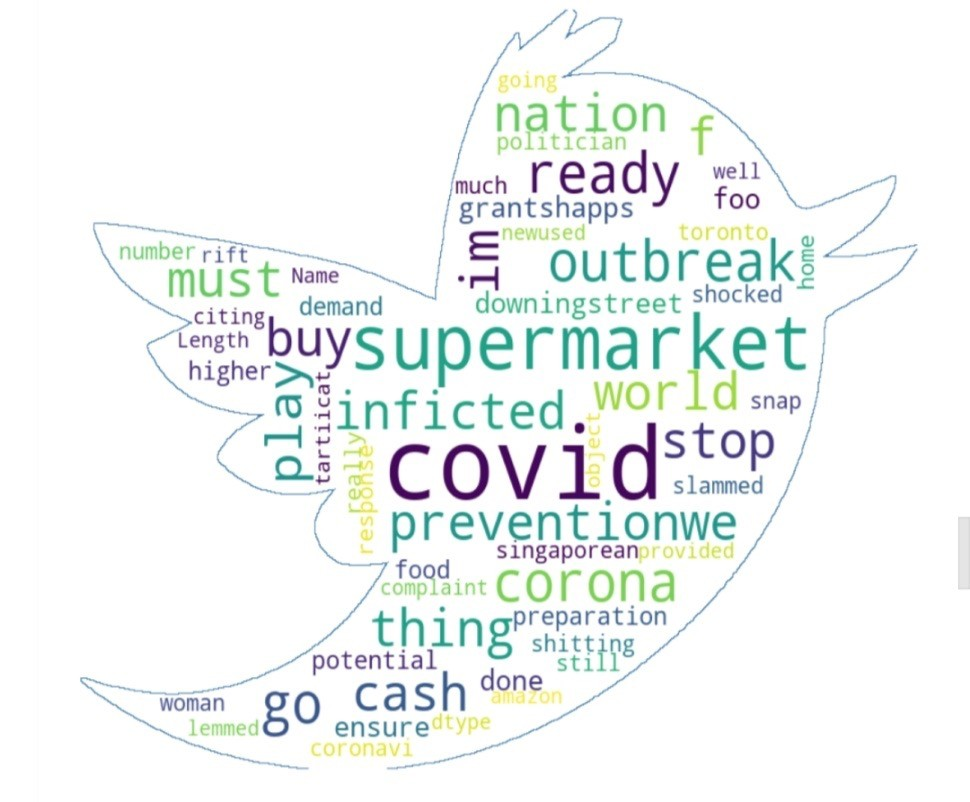 going
nation
f
politician
ready
well
much
foo
grantshapps
im
newused
toronto
number
rift
outbreak
home
must
Name
downingstreet
shocked
demand
citing
Length
buy
supermarket
higher
play
tartiicat
inficted
world
snap
covid
object
stop
really
response
slammed
preventionwe
singaporean
provided
food
complaint
corona
thing
preparation
shitting
still
potential
done
woman
go
cash
amazon
lemmed
ensure
dtype
coronavi